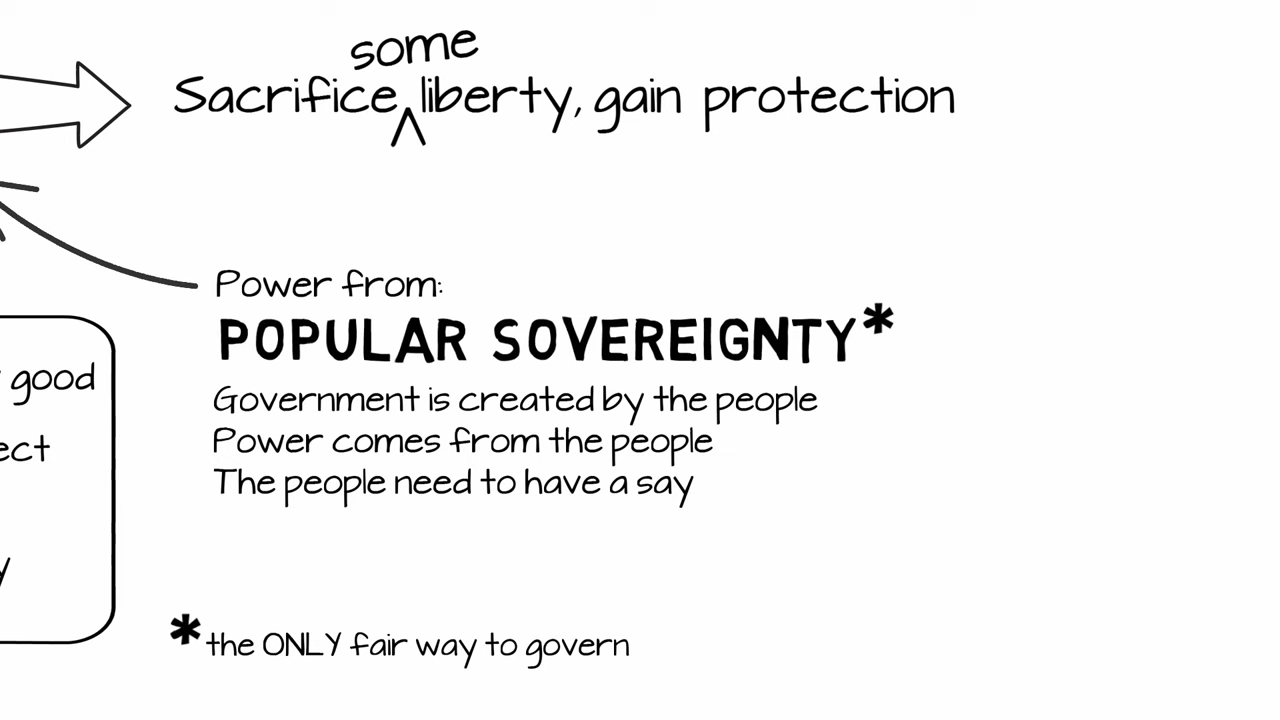 some
Sacrifice ^ liberty, gain protection
Power from:
POPULAR SOVEREIGNTY*
Government is created by the people
good
Power comes from the people
The people need to have a say
*the ONLY fair way to govern